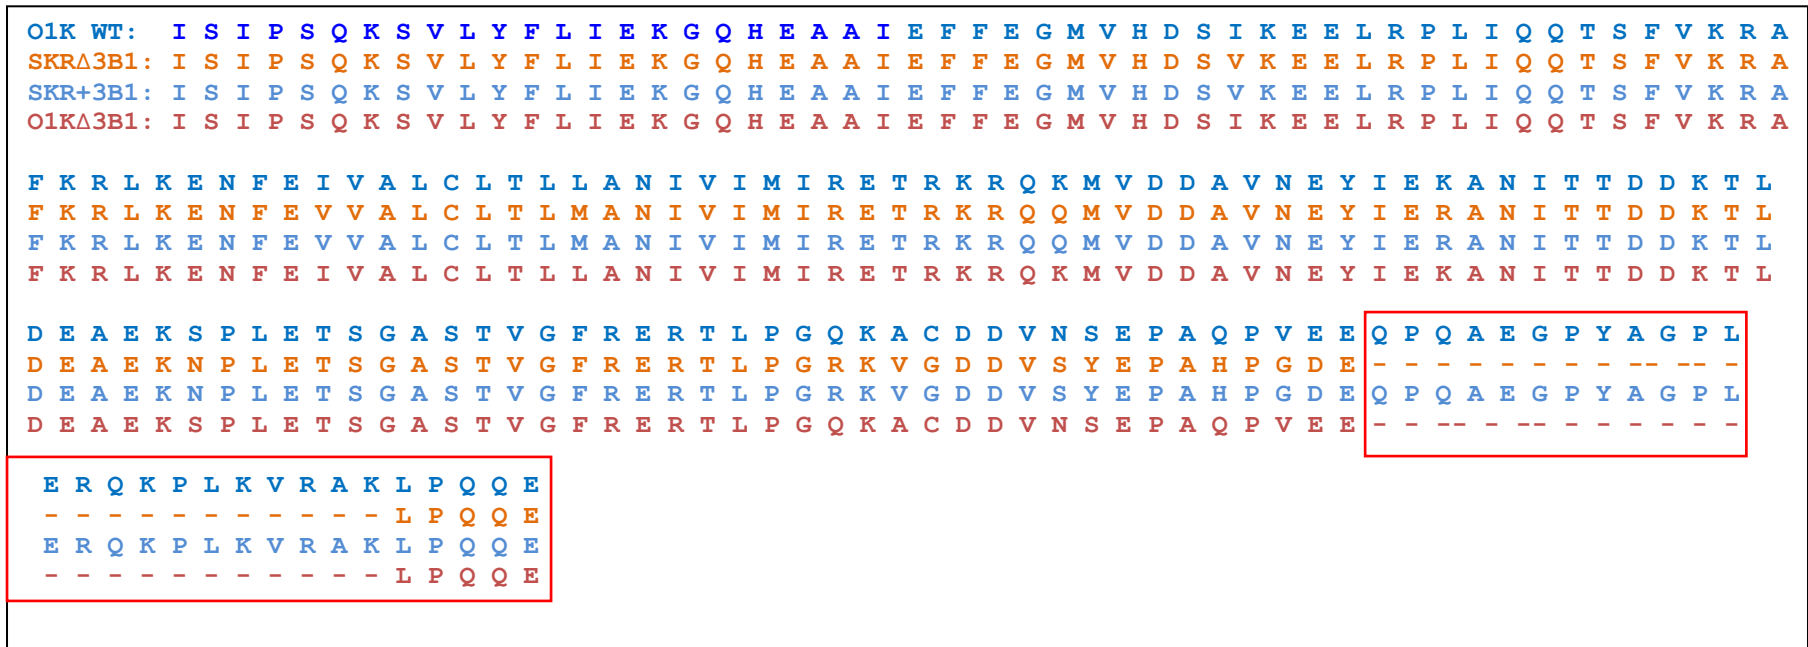 O1K WT: I S I P S Q K S V L Y F L I E K G Q H E A A I E F F E G M V H D S I K E E L R P L I Q Q T S F V K R A
SKRΔ3B1: I S I P S Q K S V L Y F L I E K G Q H E A A I E F F E G M V H D S V K E E L R P L I Q Q T S F V K R A
SKR+3B1: I S I P S Q K S V L Y F L I E K G Q H E A A I E F F E G M V H D S V K E E L R P L I Q Q T S F V K R A
O1KΔ3B1: I S I P S Q K S V L Y F L I E K G Q H E A A I E F F E G M V H D S I K E E L R P L I Q Q T S F V K R A
F K R L K E N F E I V A L C L T L L A N I V I M I R E T R K R Q K M V D D A V N E Y I E K A N I T T D D K T L
F K R L K E N F E V V A L C L T L M A N I V I M I R E T R K R Q Q M V D D A V N E Y I E R A N I T T D D K T L
F K R L K E N F E V V A L C L T L M A N I V I M I R E T R K R Q Q M V D D A V N E Y I E R A N I T T D D K T L
F K R L K E N F E I V A L C L T L L A N I V I M I R E T R K R Q K M V D D A V N E Y I E K A N I T T D D K T L
D E A E K S P L E T S G A S T V G F R E R T L P G Q K A C D D V N S E P A Q P V E E Q P Q A E G P Y A G P L
D E A E K N P L E T S G A S T V G F R E R T L P G R K V G D D V S Y E P A H P G D E - - - - - - - - -- -- -
D E A E K N P L E T S G A S T V G F R E R T L P G R K V G D D V S Y E P A H P G D E Q P Q A E G P Y A G P L
D E A E K S P L E T S G A S T V G F R E R T L P G Q K A C D D V N S E P A Q P V E E - - -- - -- - - - - - -
E R Q K P L K V R A K L P Q Q E
- - - - - - - - - - - L P Q Q E
E R Q K P L K V R A K L P Q Q E
- - - - - - - - - - - L P Q Q E